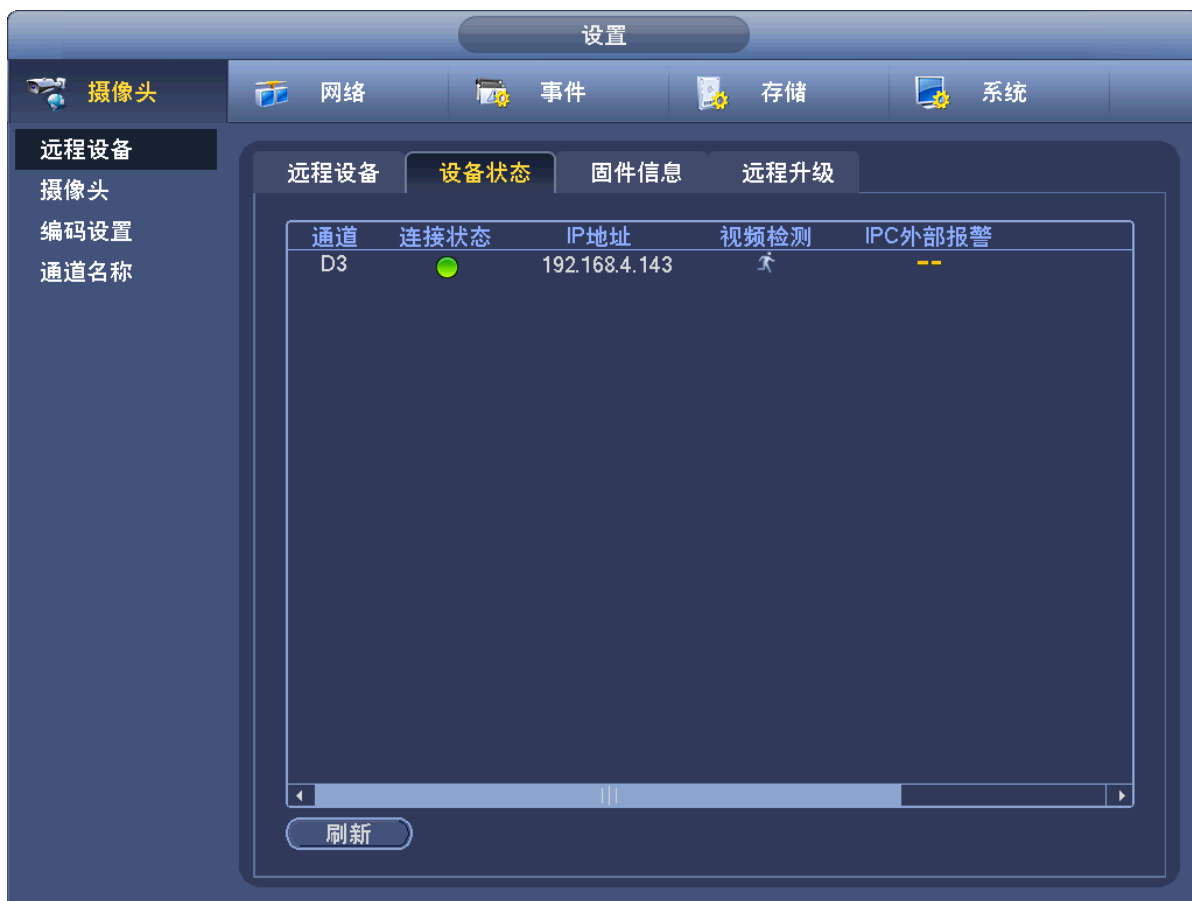 设置
摄像头 网络 事件 存储 系统
远程设备
摄像头
编码设置
通道名称
远程设备 设备状态 固件信息 远程升级
通道 连接状态 IP地址 视频检测 IPC外部报警
D3 192.168.4.143 --
刷新